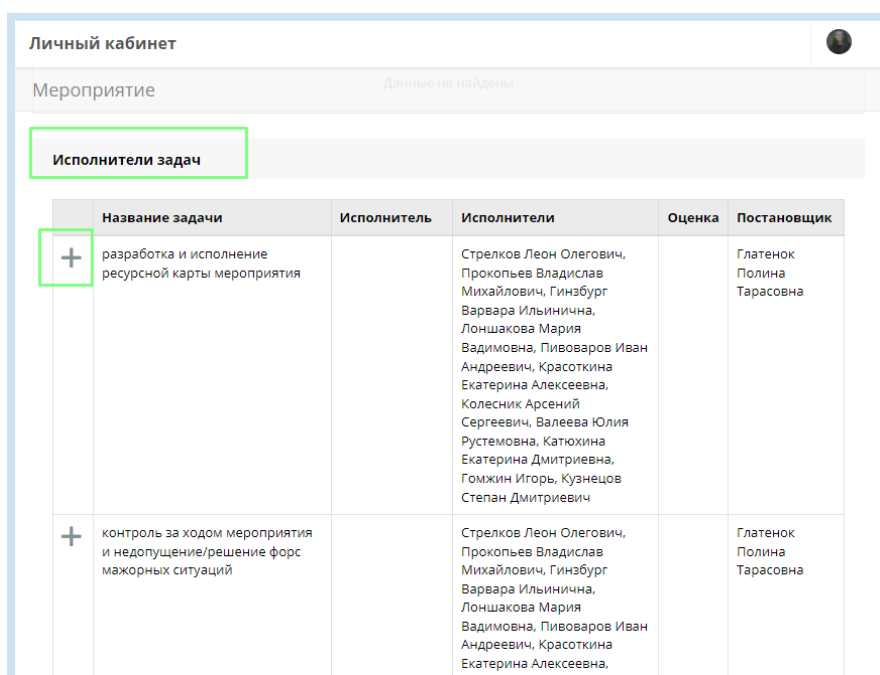 Личный кабинет
Данные не найдены
Мероприятие
Исполнители задач
Название задачи Исполнитель Исполнители Оценка Постановщик
разработка и исполнение
ресурсной карты мероприятия
Стрелков Леон Олегович,
Прокопьев Владислав
Михайлович, Гинзбург
Варвара Ильинична,
Лоншакова Мария
Вадимовна, Пивоваров Иван
Андреевич, Красоткина
Екатерина Алексеевна,
Колесник Арсений
Сергеевич, Валеева Юлия
Рустемовна, Катюхина
Екатерина Дмитриевна,
Гомжин Игорь, Кузнецов
Степан Дмитриевич
Глатенок
Полина
Тарасовна
контроль за ходом мероприятия
и недопущение/решение форс
мажорных ситуаций
Стрелков Леон Олегович,
Прокопьев Владислав
Михайлович, Гинзбург
Варвара Ильинична,
Лоншакова Мария
Вадимовна, Пивоваров Иван
Андреевич, Красоткина
Екатерина Алексеевна,
Глатенок
Полина
Тарасовна